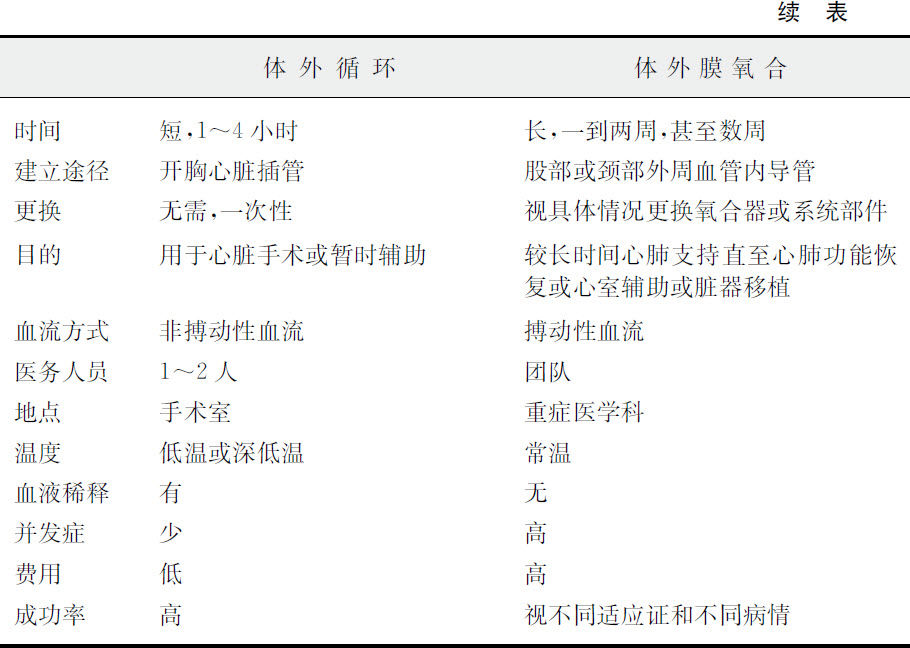 续 表
体外循环 体外膜氧合
时间 短,1～4小时 长,一到两周,甚至数周
建立途径 开胸心脏插管 股部或颈部外周血管内导管
更换 无需,一次性 视具体情况更换氧合器或系统部件
目的 用于心脏手术或暂时辅助 较长时间心肺支持直至心肺功能恢
复或心室辅助或脏器移植
血流方式 非搏动性血流 搏动性血流
医务人员 1～2人 团队
地点 手术室 重症医学科
温度 低温或深低温 常温
血液稀释 有 无
并发症 少 高
费用 低 高
成功率 高 视不同适应证和不同病情